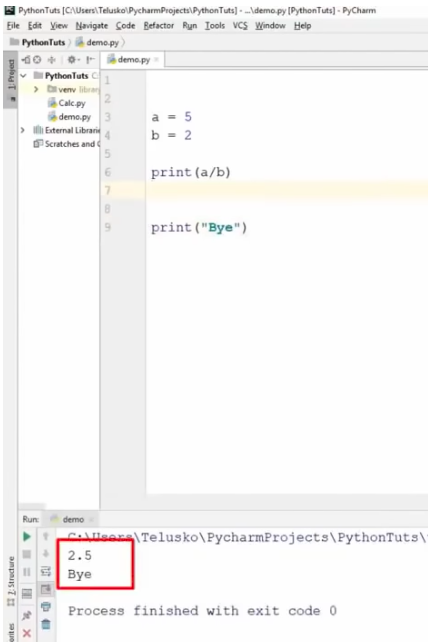 PythonTuts [C:\Users\Telusko\PycharmProjects\PythonTuts] - ...\demo.py [PythonTuts] - PyCharm
File Edit View Navigate Code Refactor Run Tools VCS Window Help
PythonTuts demo.py
1: Project
demo.py
PythonTuts C:
venv library
Calc.py
demo.py
External Librari
Scratches and C
1
2
3 a = 5
4 b = 2
5
6 print(a/b)
7
8
9 print("Bye")
Run: demo
C:\Users\Telusko\PycharmProjects\PythonTuts\
2.5
Bye
Process finished with exit code 0
2: Structure